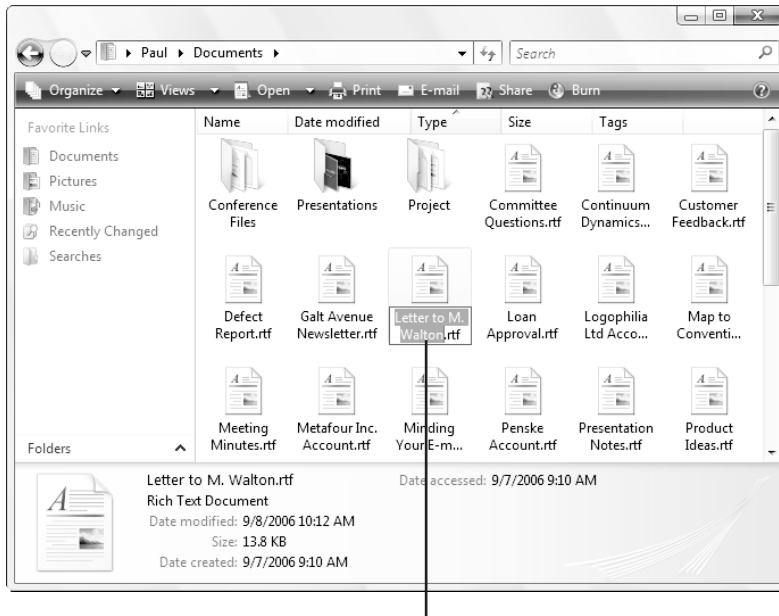 Paul Documents
Search
Organize Views Open Print E-mail Share Burn
Favorite Links
Documents
Pictures
Music
Recently Changed
Searches
Folders
Name Date modified Type Size Tags
Conference Files
Presentations
Project
Committee Questions.rtf
Continuum Dynamics...
Customer Feedback.rtf
Defect Report.rtf
Galt Avenue Newsletter.rtf
Letter to M. Walton.rtf
Loan Approval.rtf
Logophilia Ltd Acco...
Map to Conventi...
Meeting Minutes.rtf
Metafour Inc. Account.rtf
Minding Your E-m...
Penske Account.rtf
Presentation Notes.rtf
Product Ideas.rtf
Letter to M. Walton.rtf
Rich Text Document
Date modified: 9/8/2006 10:12 AM
Size: 13.8 KB
Date created: 9/7/2006 9:10 AM
Date accessed: 9/7/2006 9:10 AM